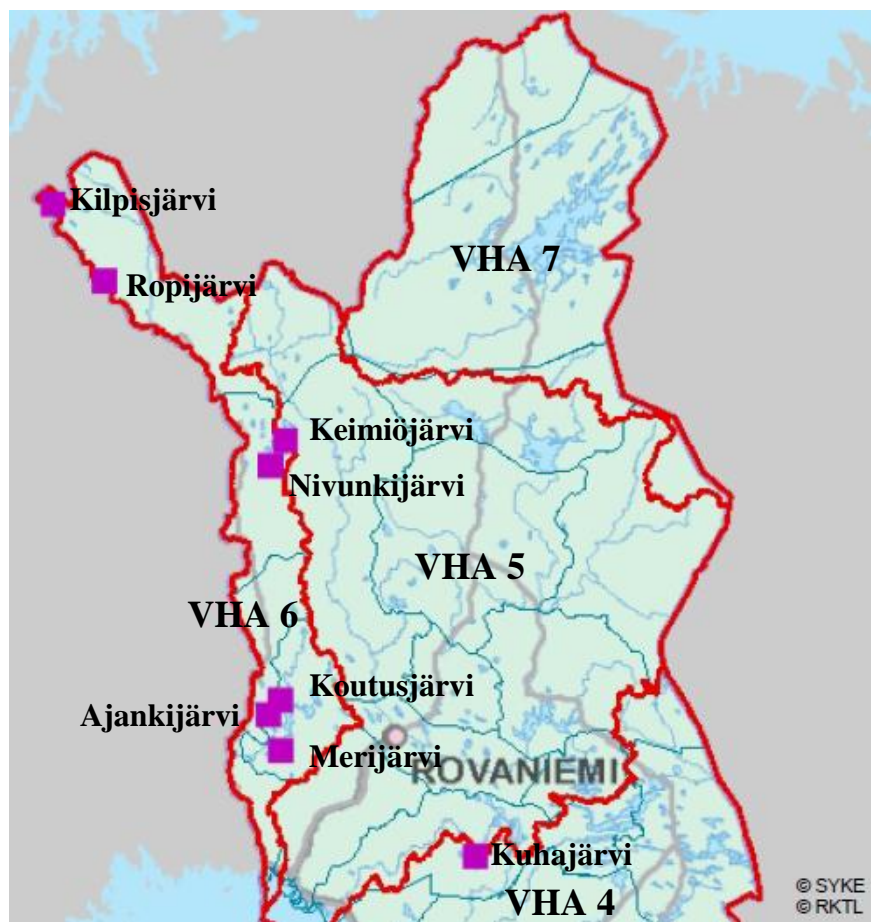 Kilpisjärvi
VHA 7
Ropijärvi
Keimiöjärvi
Nivunkijärvi
VHA 5
VHA 6
Koutusjärvi
Ajankijärvi
Merijärvi
ROVANIEMI
Kuhajärvi
VHA 4
© SYKE
© RKTL